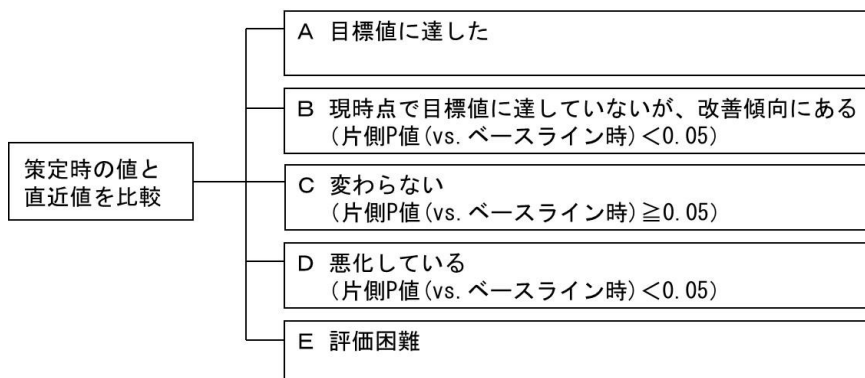 策定時の値と
直近値を比較
A 目標値に達した
B 現時点で目標値に達していないが、改善傾向にある
(片側P値(vs. ベースライン時)<0.05)
C 変わらない
(片側P値(vs. ベースライン時)≧0.05)
D 悪化している
(片側P値(vs. ベースライン時)<0.05)
E 評価困難